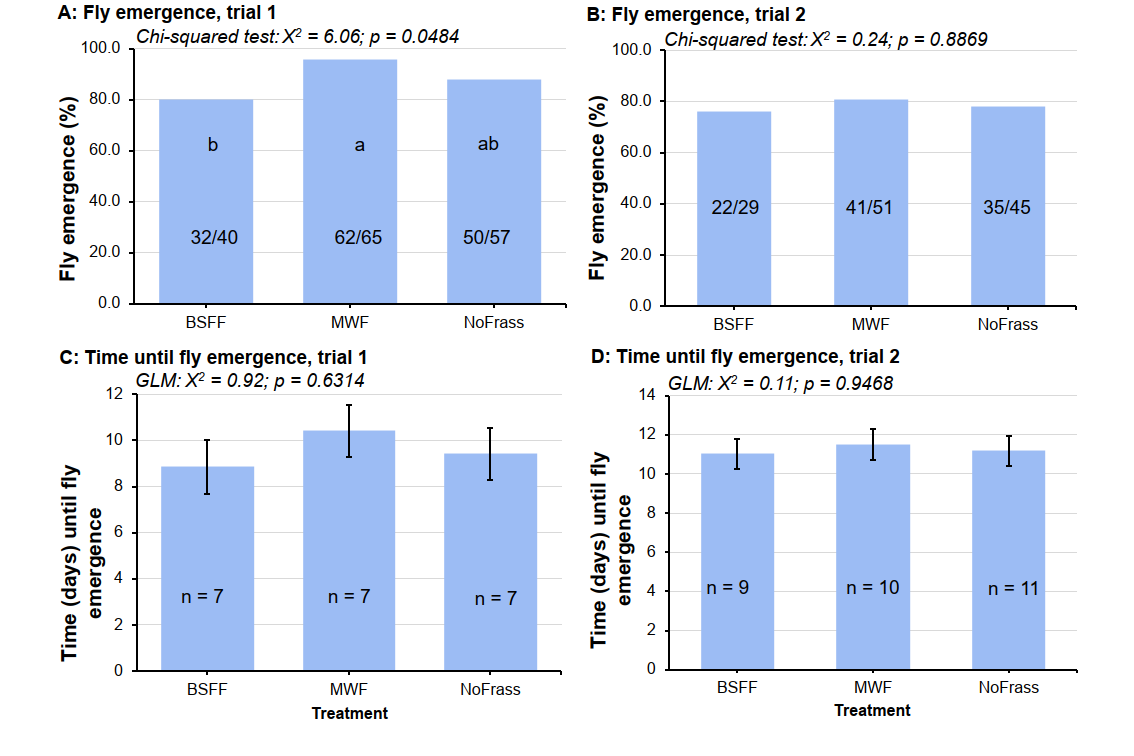 A: Fly emergence, trial 1
Chi-squared test: X² = 6.06; p = 0.0484
100.0
80.0
60.0
40.0
20.0
0.0
Fly emergence (%)
b
a
ab
32/40
62/65
50/57
BSFF
MWF
NoFrass
B: Fly emergence, trial 2
Chi-squared test: X² = 0.24; p = 0.8869
100.0
80.0
60.0
40.0
20.0
0.0
Fly emergence (%)
22/29
41/51
35/45
BSFF
MWF
NoFrass
C: Time until fly emergence, trial 1
GLM: X² = 0.92; p = 0.6314
12
10
8
6
4
2
0
Time (days) until fly
emergence
n = 7
n = 7
n = 7
BSFF
MWF
NoFrass
Treatment
D: Time until fly emergence, trial 2
GLM: X² = 0.11; p = 0.9468
14
12
10
8
6
4
2
0
Time (days) until fly
emergence
n = 9
n = 10
n = 11
BSFF
MWF
NoFrass
Treatment